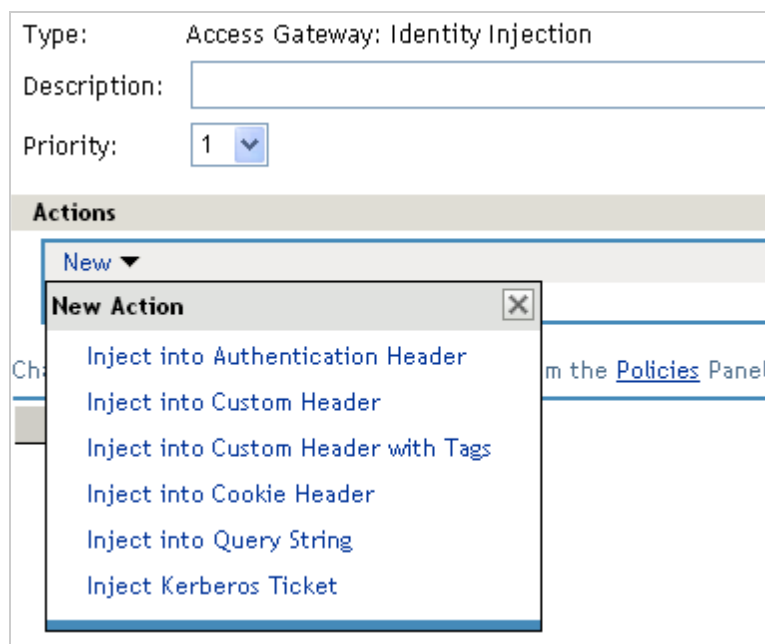 Type: Access Gateway: Identity Injection
Description:
Priority: 1
Actions
New
New Action
Inject into Authentication Header
m the Policies Panel
Inject into Custom Header
Inject into Custom Header with Tags
Inject into Cookie Header
Inject into Query String
Inject Kerberos Ticket